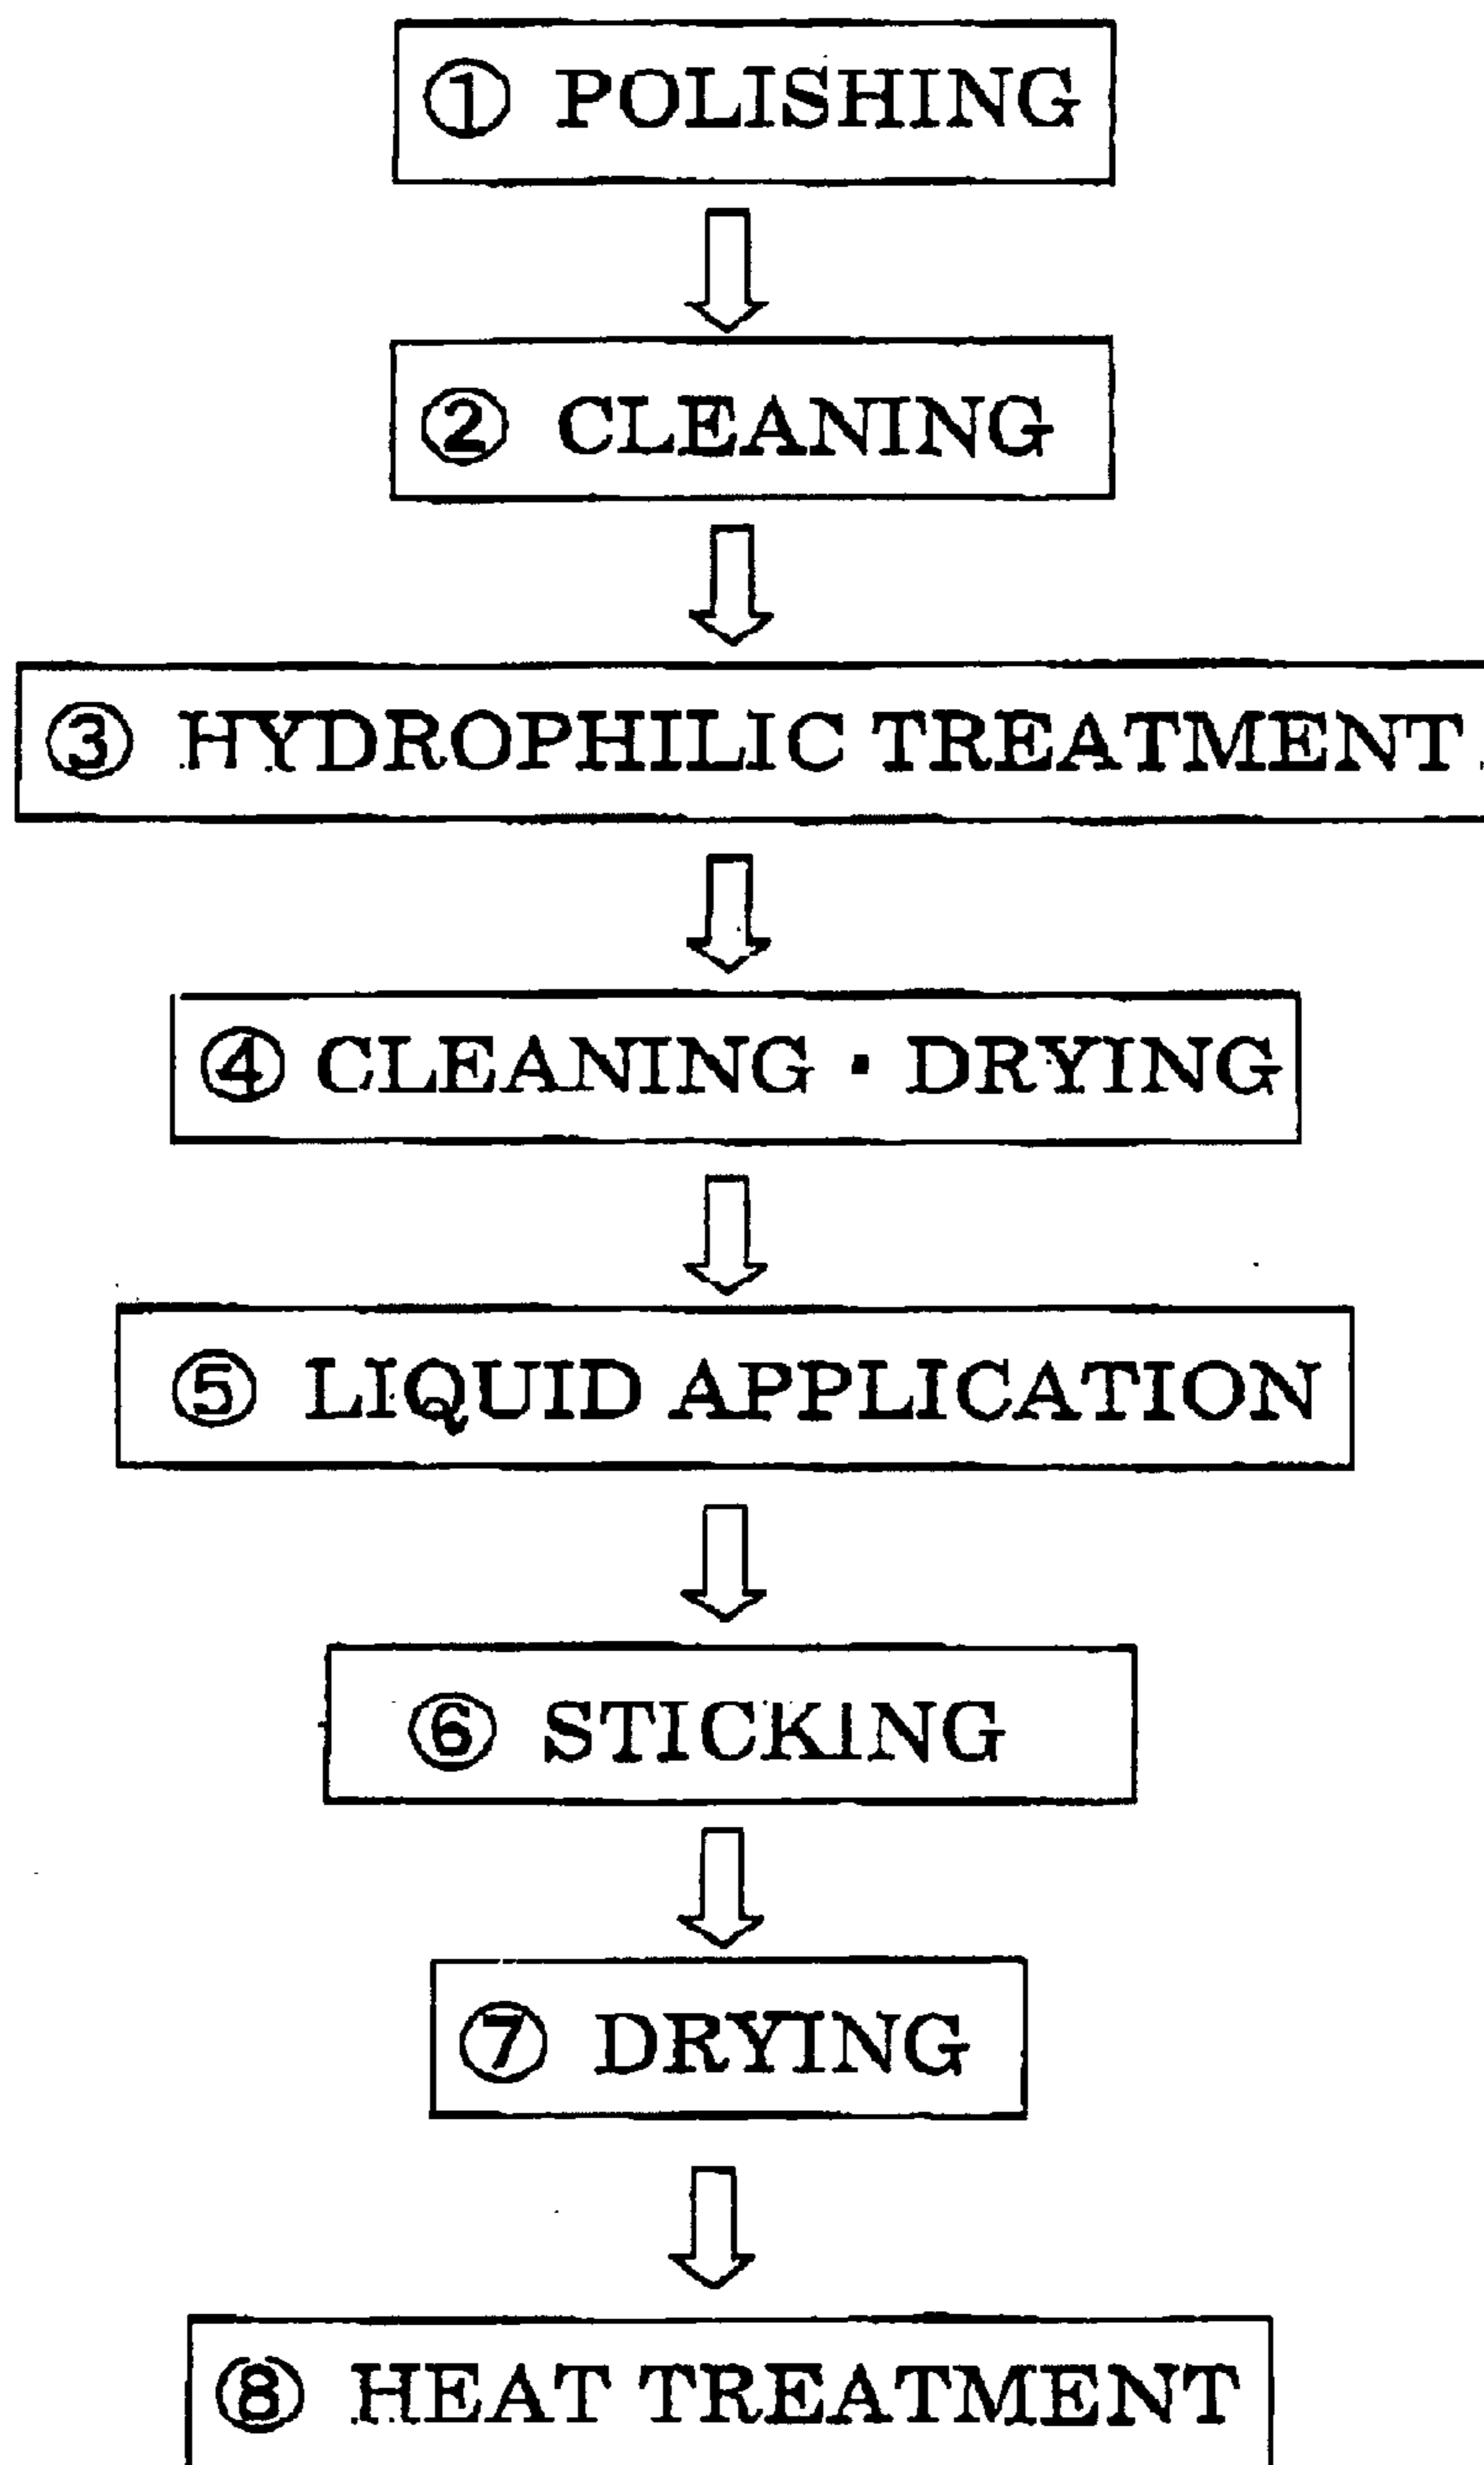 ① POLISHING
② CLEANING
③ HYDROPHILIC TREATMENT
④ CLEANING · DRYING
⑤ LIQUID APPLICATION
⑥ STICKING
⑦ DRYING
⑧ HEAT TREATMENT